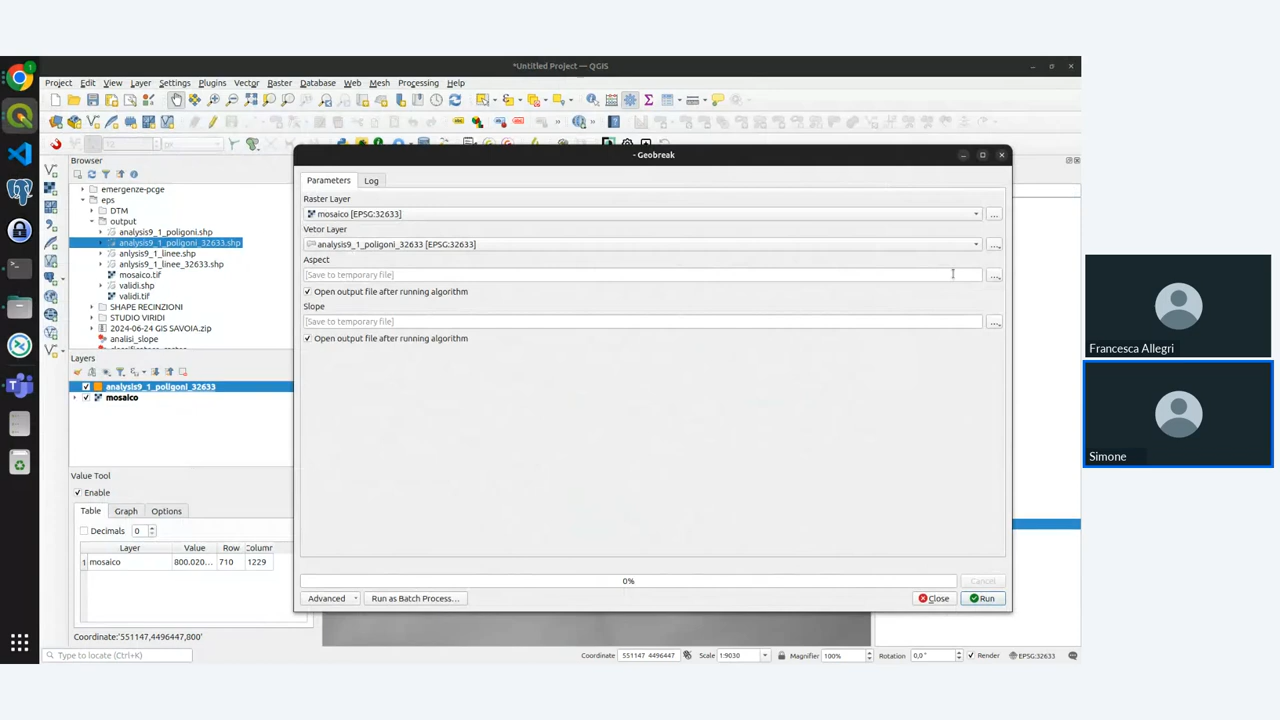 *Untitled Project — QGIS
Project Edit View Layer Settings Plugins Vector Raster Database Web Mesh Processing Help
Browser
emergenze-pcge
eps
DTM
output
anlysis9_1_poligoni.shp
analysis9_1_poligoni_32633.shp
anlysis9_1_linee.shp
anlysis9_1_linee_32633.shp
mosaico.tif
validi.shp
validi.tif
SHAPE RECINZIONI
STUDIO VIRIDI
2024-06-24 GIS SAVOIA.zip
analisi_slope
Layers
analysis9_1_poligoni_32633
mosaico
Value Tool
Enable
Table Graph Options
Decimals 0
Layer Value Row Column
1 mosaico 800.020... 710 1229
Coordinate:'551147,4496447,800'
- Geobreak
Parameters Log
Raster Layer
mosaico [EPSG:32633]
Vetor Layer
analysis9_1_poligoni_32633 [EPSG:32633]
Aspect
[Save to temporary file]
Open output file after running algorithm
Slope
[Save to temporary file]
Open output file after running algorithm
0%
Cancel
Advanced Run as Batch Process... Close Run
Type to locate (Ctrl+K) Coordinate 551147 4496447 Scale 1:9030 Magnifier 100% Rotation 0,0 ° Render EPSG:32633
Francesca Allegri
Simone